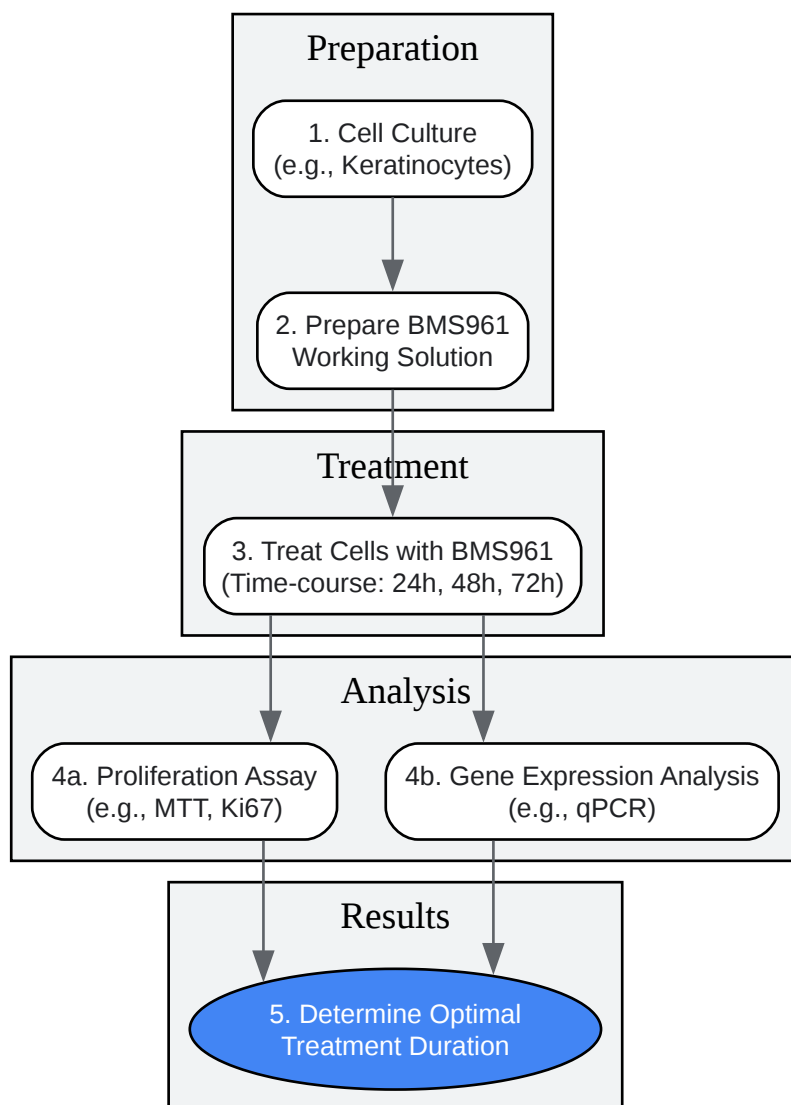 Preparation
1. Cell Culture
(e.g., Keratinocytes)
2. Prepare BMS961
Working Solution
Treatment
3. Treat Cells with BMS961
(Time-course: 24h, 48h, 72h)
Analysis
4a. Proliferation Assay
(e.g., MTT, Ki67)
4b. Gene Expression Analysis
(e.g., qPCR)
Results
5. Determine Optimal
Treatment Duration